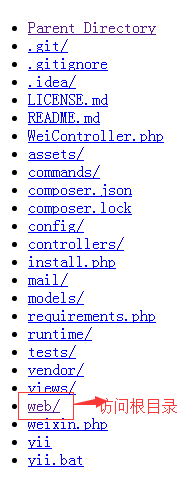 Parent Directory
.git/
.gitignore
.idea/
LICENSE.md
README.md
WeiController.php
assets/
commands/
composer.json
composer.lock
config/
controllers/
install.php
mail/
models/
requirements.php
runtime/
tests/
vendor/
views/
web/ 访问根目录
weixin.php
yii
yii.bat